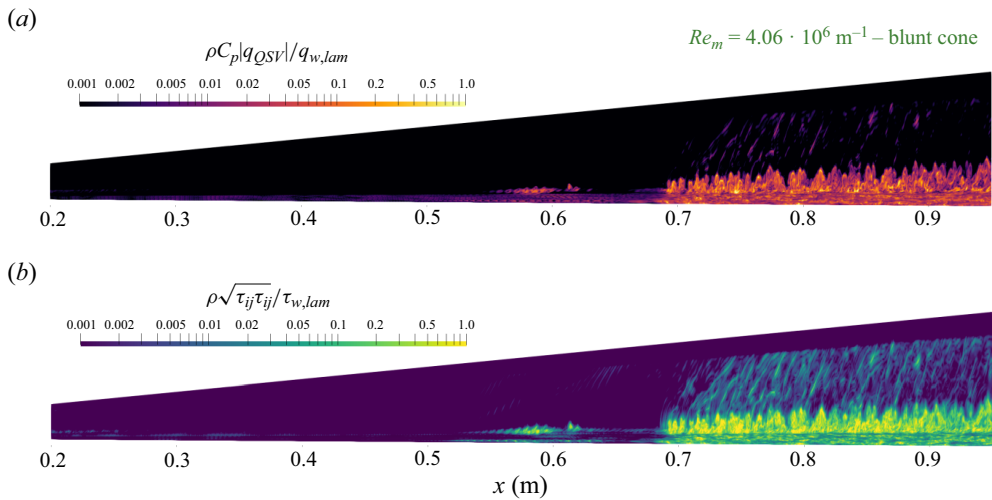 (a)
Re_m = 4.06 · 10⁶ m⁻¹ – blunt cone
ρC_p|q_QSV|/q_w,lam
0.001 0.002 0.005 0.01 0.02 0.05 0.1 0.2 0.5 1.0
0.2 0.3 0.4 0.5 0.6 0.7 0.8 0.9
(b)
ρ√τ_ijτ_ij/τ_w,lam
0.001 0.002 0.005 0.01 0.02 0.05 0.1 0.2 0.5 1.0
0.2 0.3 0.4 0.5 0.6 0.7 0.8 0.9
x (m)